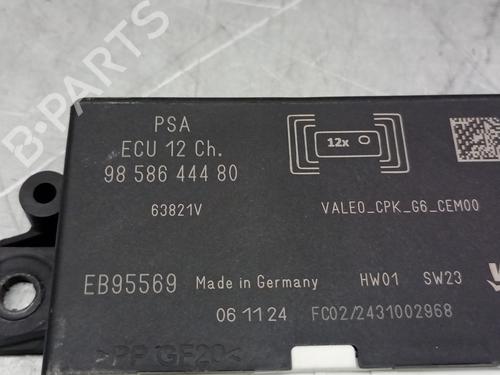 PSA
ECU 12 Ch.
98 586 444 80
63821V
12x
VALEO_CPK_G6_CEM00
EB95569 Made in Germany HW01 SW23
06 11 24 FC02/2431002968
>PP GF20<
B-PARTS